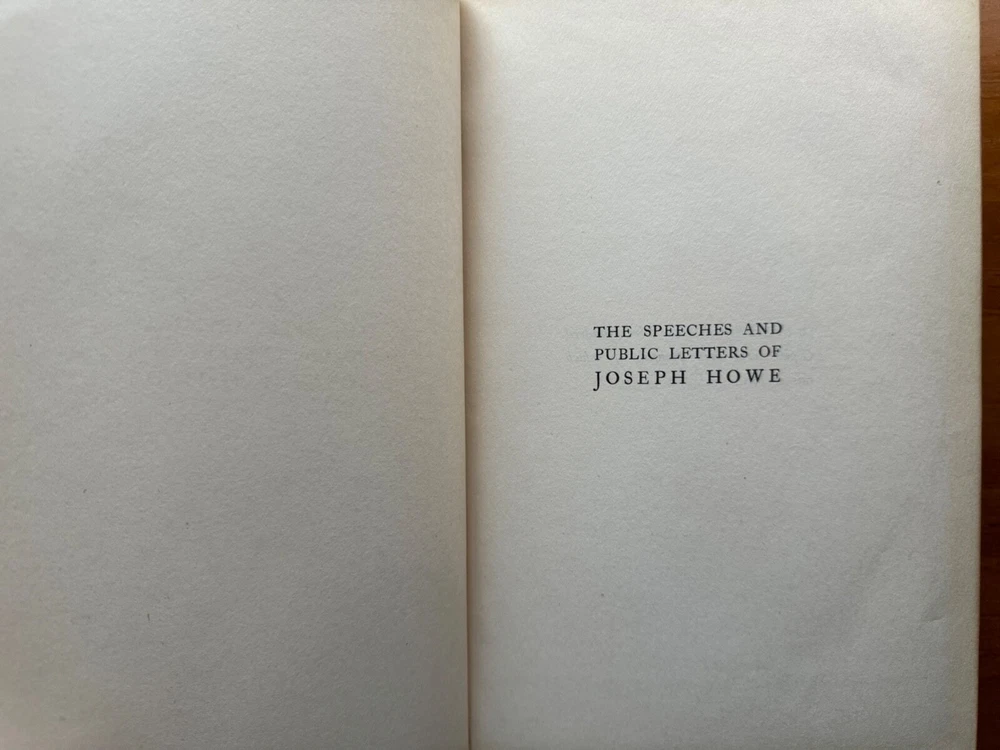 THE SPEECHES AND
PUBLIC LETTERS OF
JOSEPH HOWE